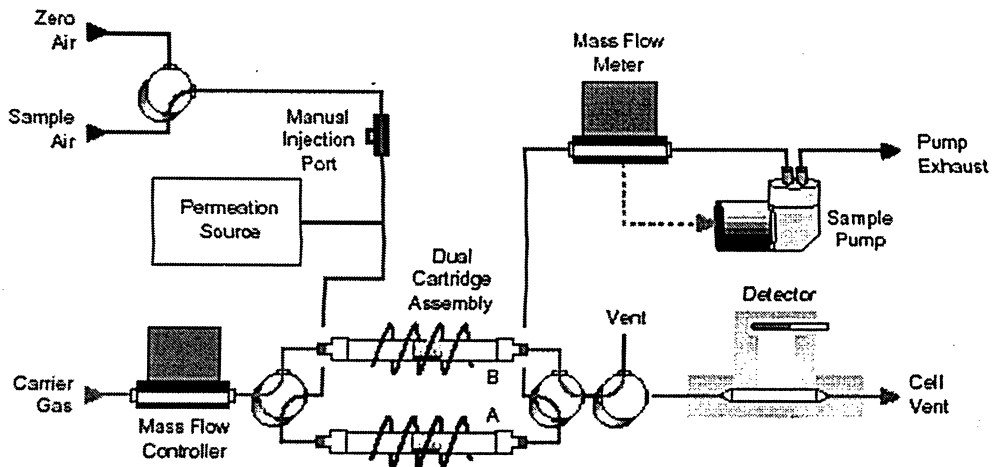 Zero
Air
Sample
Air
Manual
Injection
Port
Permeation
Source
Mass Flow
Meter
Pump
Exhaust
Sample
Pump
Dual
Cartridge
Assembly
Detector
Vent
B
A
Carrier
Gas
Mass Flow
Controller
Cell
Vent